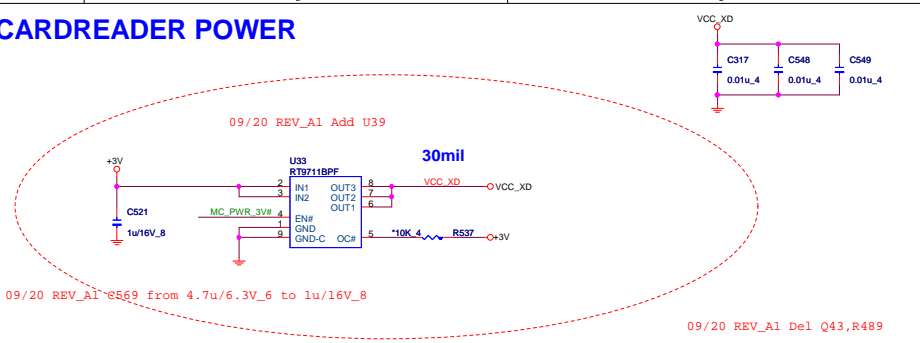 CARDREADER POWER
VCC_XD
C317
0.01u_4
C548
0.01u_4
C549
0.01u_4
09/20 REV_A1 Add U39
+3V
C521
1u/16V_8
U33
RT9711BPF
30mil
2 IN1
3 IN2
MC_PWR_3V# 4 EN#
1 GND
9 GND-C
OUT3 8
OUT2 7
OUT1 6
OC# 5
VCC_XD
VCC_XD
*10K_4
R537
+3V
09/20 REV_A1 C569 from 4.7u/6.3V_6 to 1u/16V_8
09/20 REV_A1 Del Q43,R489